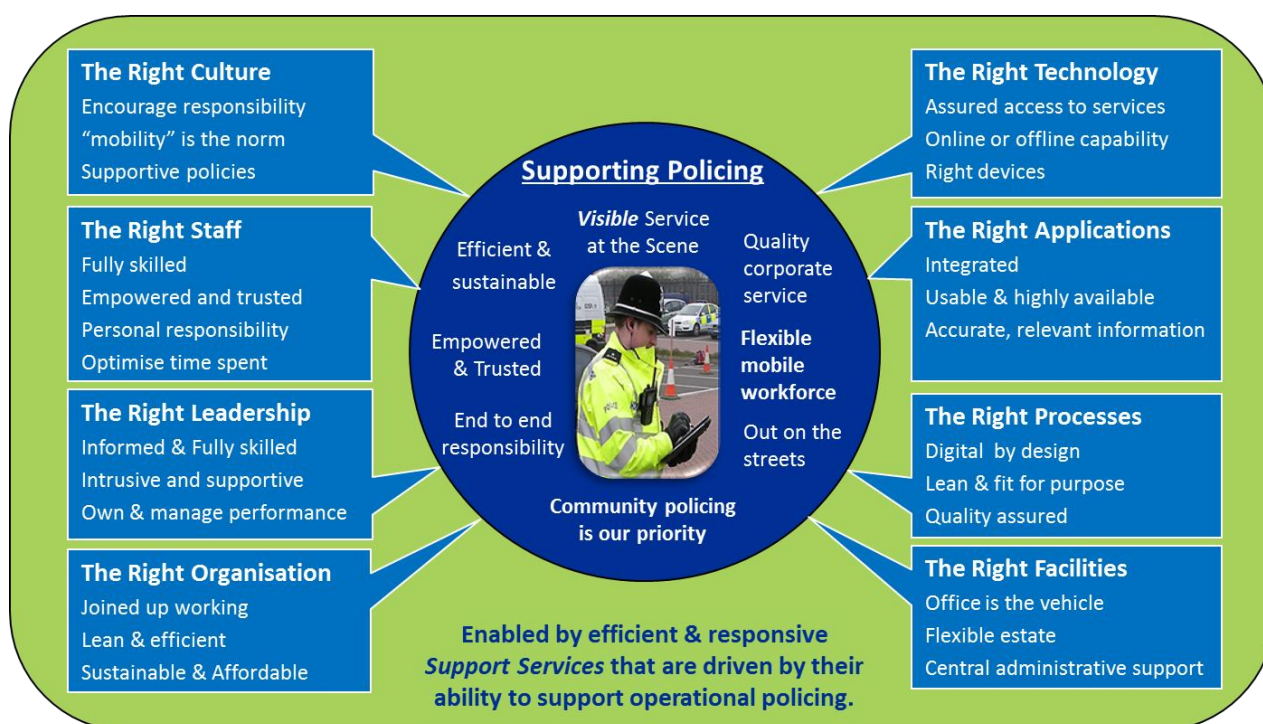 The Right Culture
Encourage responsibility
“mobility” is the norm
Supportive policies
The Right Staff
Fully skilled
Empowered and trusted
Personal responsibility
Optimise time spent
The Right Leadership
Informed & Fully skilled
Intrusive and supportive
Own & manage performance
The Right Organisation
Joined up working
Lean & efficient
Sustainable & Affordable
Supporting Policing
Visible Service
at the Scene
Efficient &
sustainable
Empowered
& Trusted
End to end
responsibility
Quality
corporate
service
Flexible
mobile
workforce
Out on the
streets
Community policing
is our priority
Enabled by efficient & responsive
Support Services that are driven by their
ability to support operational policing.
The Right Technology
Assured access to services
Online or offline capability
Right devices
The Right Applications
Integrated
Usable & highly available
Accurate, relevant information
The Right Processes
Digital  by design
Lean & fit for purpose
Quality assured
The Right Facilities
Office is the vehicle
Flexible estate
Central administrative support